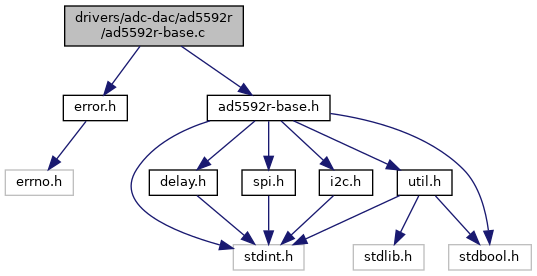 drivers/adc-dac/ad5592r
/ad5592r-base.c
error.h
ad5592r-base.h
errno.h
delay.h
spi.h
i2c.h
util.h
stdint.h
stdlib.h
stdbool.h